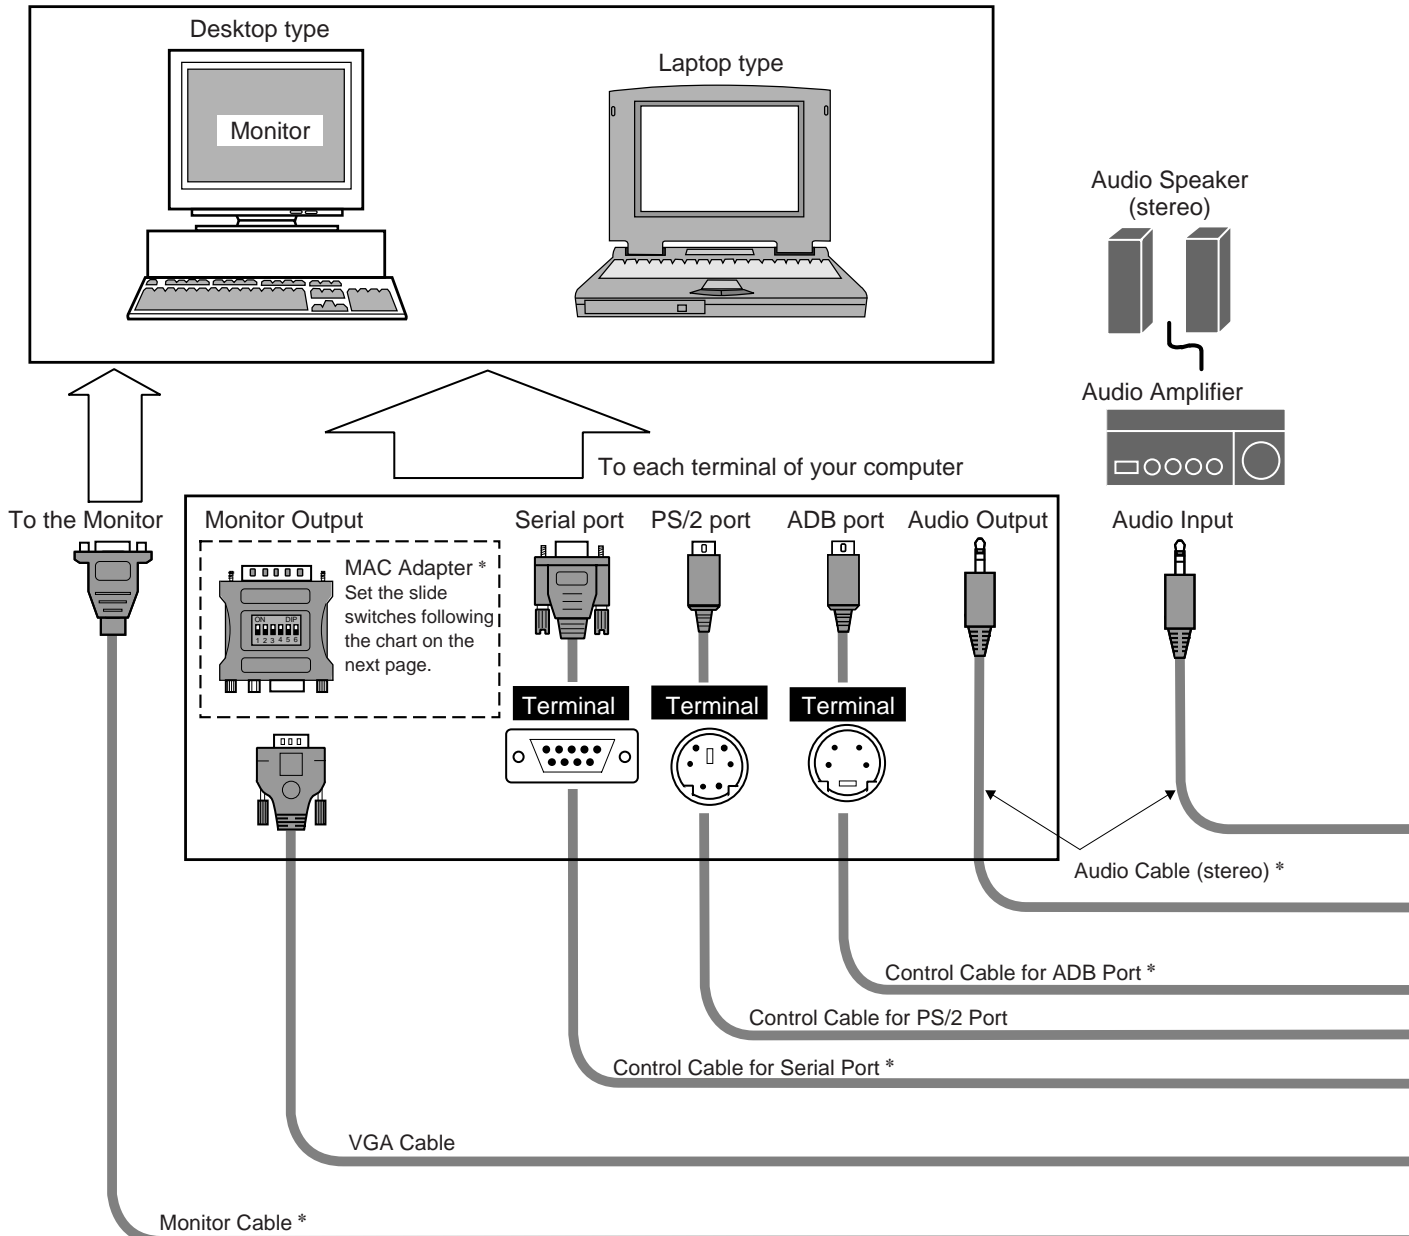 Desktop type
Laptop type
Monitor
Audio Speaker
(stereo)
Audio Amplifier
To each terminal of your computer
To the Monitor
Monitor Output
Serial port
PS/2 port
ADB port
Audio Output
Audio Input
MAC Adapter *
Set the slide
switches following
the chart on the
next page.
ON DIP
1 2 3 4 5 6
Terminal
Terminal
Terminal
Audio Cable (stereo) *
Control Cable for ADB Port *
Control Cable for PS/2 Port
Control Cable for Serial Port *
VGA Cable
Monitor Cable *